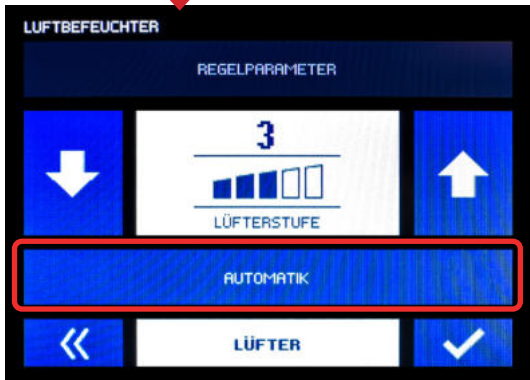 LUFTBEFEUCHTER
REGELPARAMETER
3
LÜFTERSTUFE
AUTOMATIK
LÜFTER